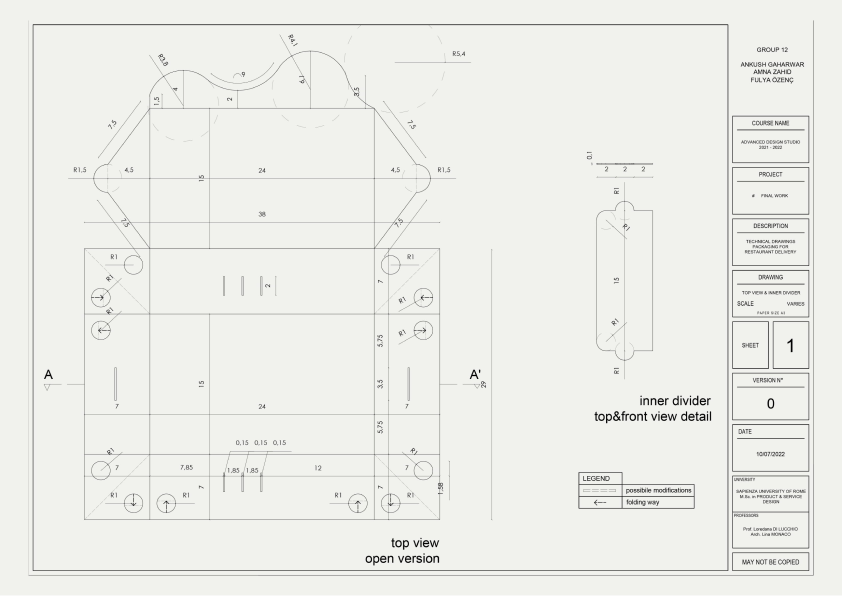 R3,8
R4,1
R5,4
9
4
7,9
1,5
2
3,5
7,5
7,5
R1,5
4,5
15
24
4,5
R1,5
38
7,5
7,5
R1
R1
7
R1
2
R1
R1
R1
5,75
A
A'
15
3,5
29
7
24
7
5,75
0,15 0,15 0,15
R1
R1
7
7,85
1,85
1,85
12
7
7
7
1,58
R1
R1
R1
R1
top view
open version
0,1
2
2
2
R1
R1
15
R1
R1
inner divider
top&front view detail
LEGEND
possibile modifications
folding way
GROUP 12
ANKUSH GAHARWAR
AMNA ZAHID
FULYA ÖZENÇ
COURSE NAME
ADVANCED DESIGN STUDIO
2021 - 2022
PROJECT
# FINAL WORK
DESCRIPTION
TECHNICAL DRAWINGS
PACKAGING FOR
RESTAURANT DELIVERY
DRAWING
TOP VIEW & INNER DIVIDER
SCALE VARIES
PAPER SIZE A3
SHEET
1
VERSION N°
0
DATE
10/07/2022
UNIVERSITY
SAPIENZA UNIVERSITY OF ROME
M.Sc. in PRODUCT & SERVICE
DESIGN
PROFESSORS
Prof. Loredana DI LUCCHIO
Arch. Lina MONACO
MAY NOT BE COPIED